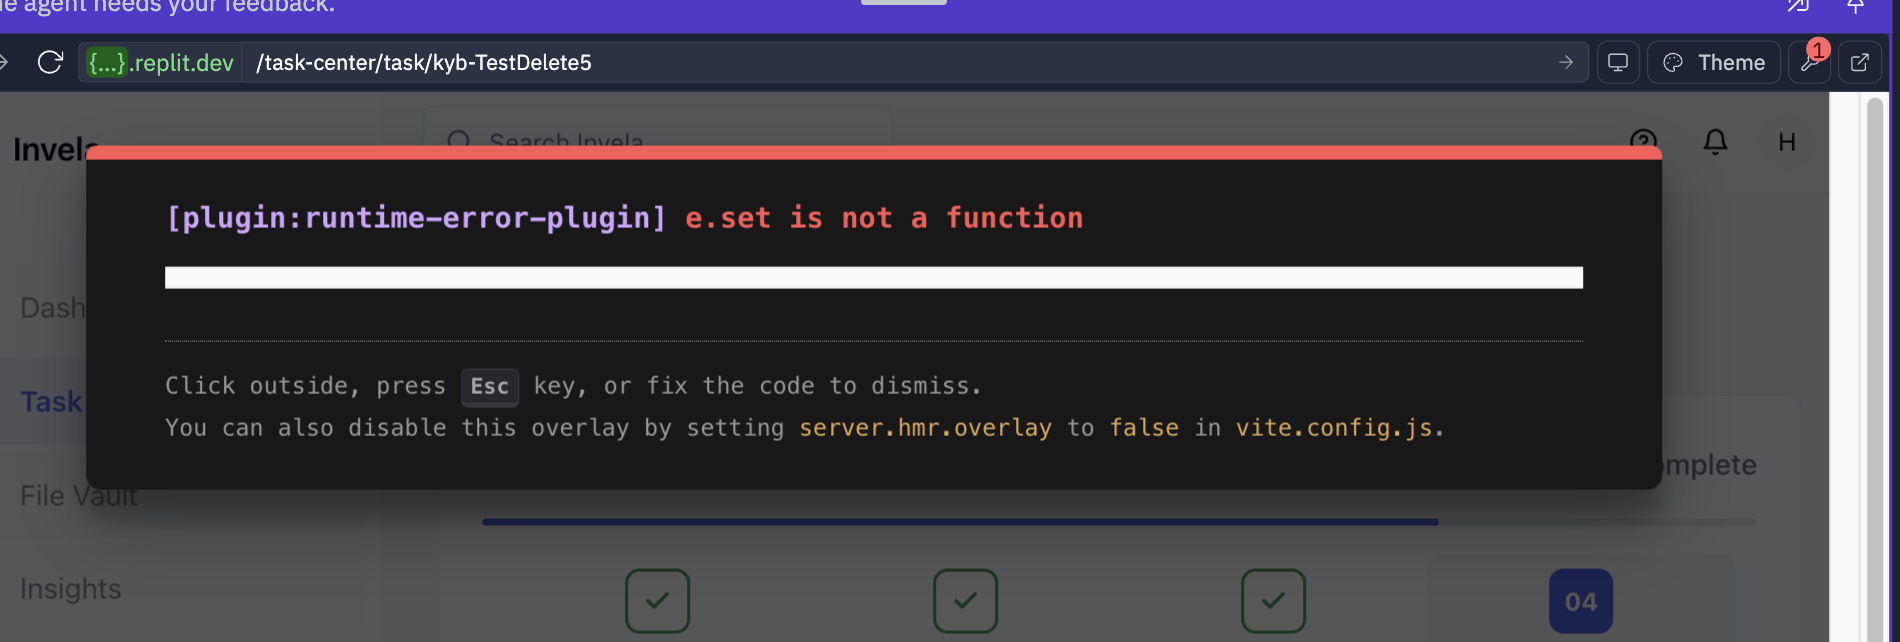 agent needs your feedback.
{...}.replit.dev /task-center/task/kyb-TestDelete5
Theme
1
Invela
Search Invela
H
[plugin:runtime-error-plugin] e.set is not a function
Click outside, press Esc key, or fix the code to dismiss.
You can also disable this overlay by setting server.hmr.overlay to false in vite.config.js.
Dash
Task
File Vault
Insights
mplete
04